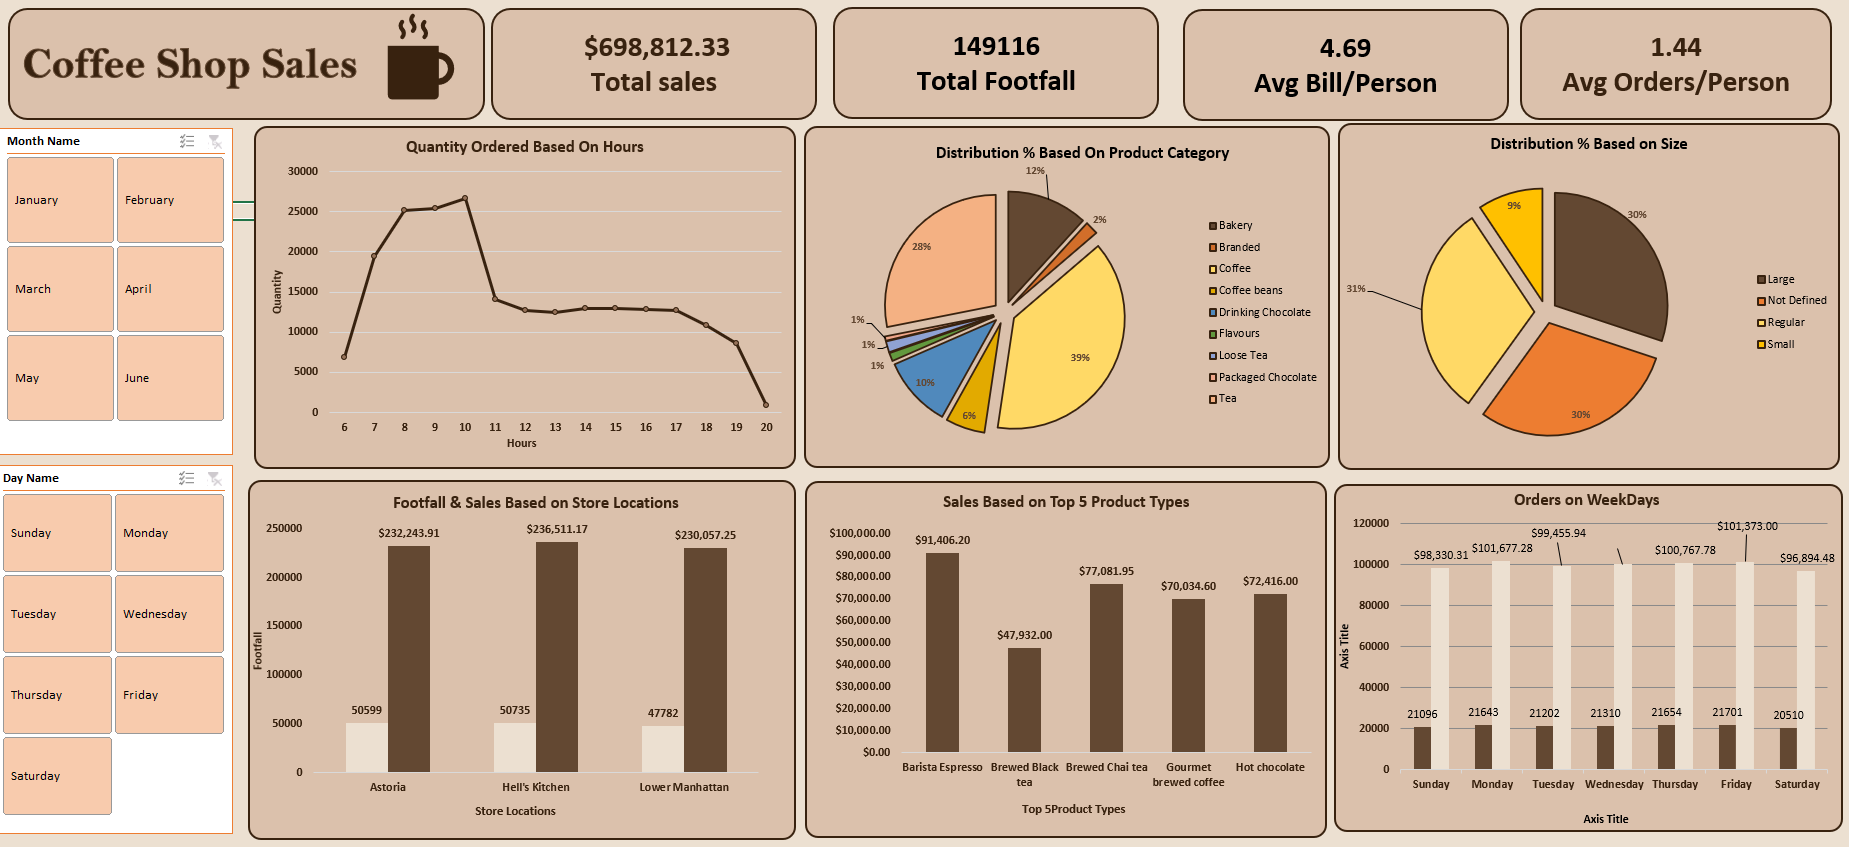 Coffee Shop Sales
$698,812.33
Total sales
149116
Total Footfall
4.69
Avg Bill/Person
1.44
Avg Orders/Person
Month Name
January
February
March
April
May
June
Day Name
Sunday
Monday
Tuesday
Wednesday
Thursday
Friday
Saturday
Quantity Ordered Based On Hours
Quantity
30000
25000
20000
15000
10000
5000
0
6 7 8 9 10 11 12 13 14 15 16 17 18 19 20
Hours
Distribution % Based On Product Category
12%
2%
28%
39%
1%
1%
1%
10%
6%
Bakery
Branded
Coffee
Coffee beans
Drinking Chocolate
Flavours
Loose Tea
Packaged Chocolate
Tea
Distribution % Based on Size
9%
30%
31%
30%
Large
Not Defined
Regular
Small
Footfall & Sales Based on Store Locations
Footfall
250000
200000
150000
100000
50000
0
$232,243.91
$236,511.17
$230,057.25
50599
50735
47782
Astoria
Hell's Kitchen
Lower Manhattan
Store Locations
Sales Based on Top 5 Product Types
$100,000.00
$90,000.00
$80,000.00
$70,000.00
$60,000.00
$50,000.00
$40,000.00
$30,000.00
$20,000.00
$10,000.00
$0.00
$91,406.20
$47,932.00
$77,081.95
$70,034.60
$72,416.00
Barista Espresso
Brewed Black
tea
Brewed Chai tea
Gourmet
brewed coffee
Hot chocolate
Top 5Product Types
Orders on WeekDays
Axis Title
120000
100000
80000
60000
40000
20000
0
$98,330.31
$101,677.28
$99,455.94
$100,767.78
$101,373.00
$96,894.48
21096
21643
21202
21310
21654
21701
20510
Sunday
Monday
Tuesday
Wednesday
Thursday
Friday
Saturday
Axis Title